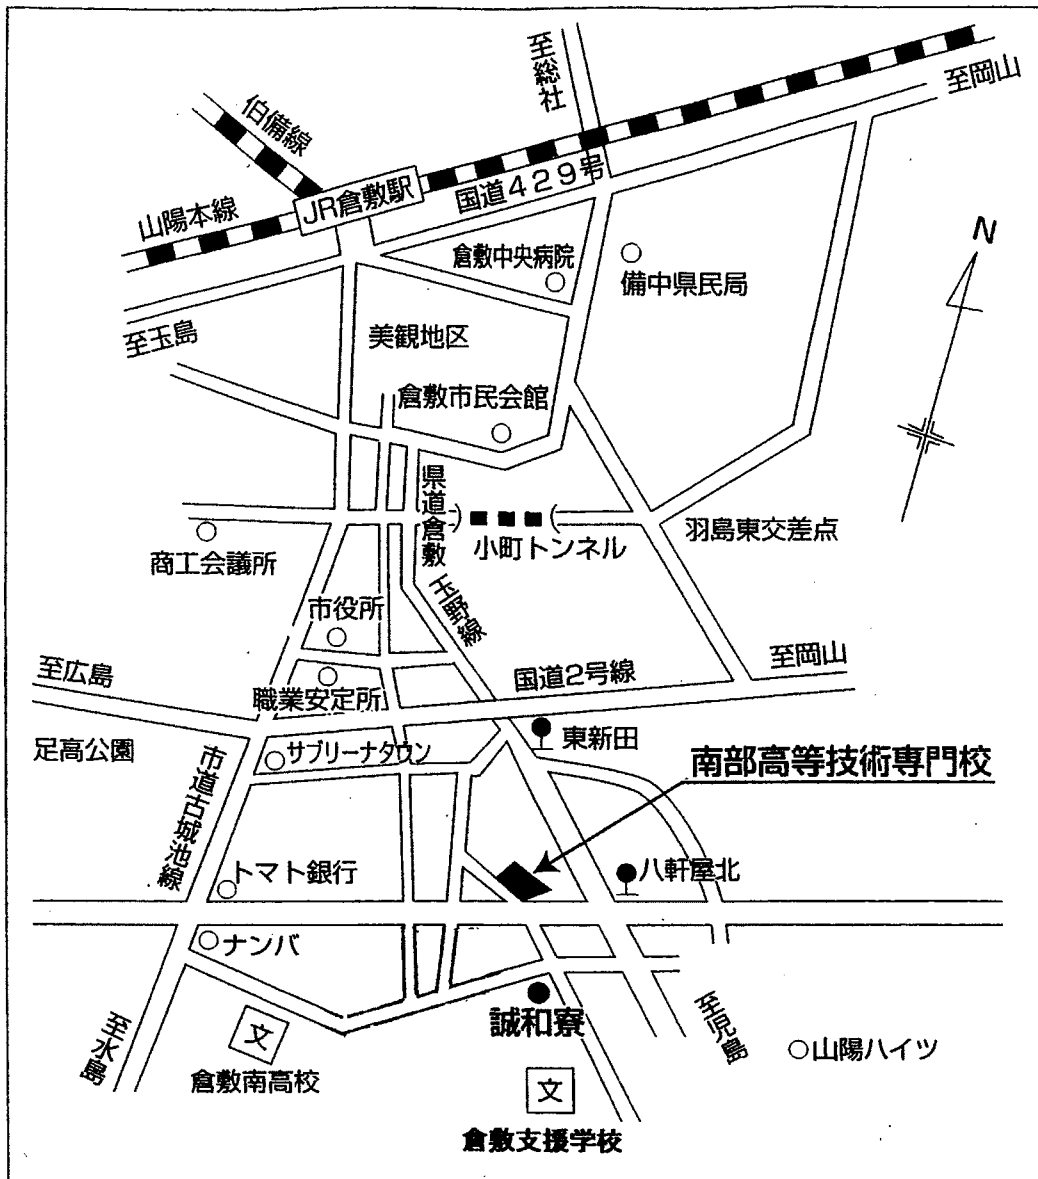 至総社
至岡山
伯備線
JR倉敷駅
国道429号
山陽本線
N
倉敷中央病院
備中県民局
至玉島
美観地区
倉敷市民会館
県道倉敷玉野線
小町トンネル
羽島東交差点
商工会議所
市役所
至広島
職業安定所
国道2号線
至岡山
足高公園
サブリーナタウン
東新田
市道古城池線
南部高等技術専門校
トマト銀行
八軒屋北
ナンバ
誠和寮
至水島
文
倉敷南高校
至児島
山陽ハイツ
文
倉敷支援学校